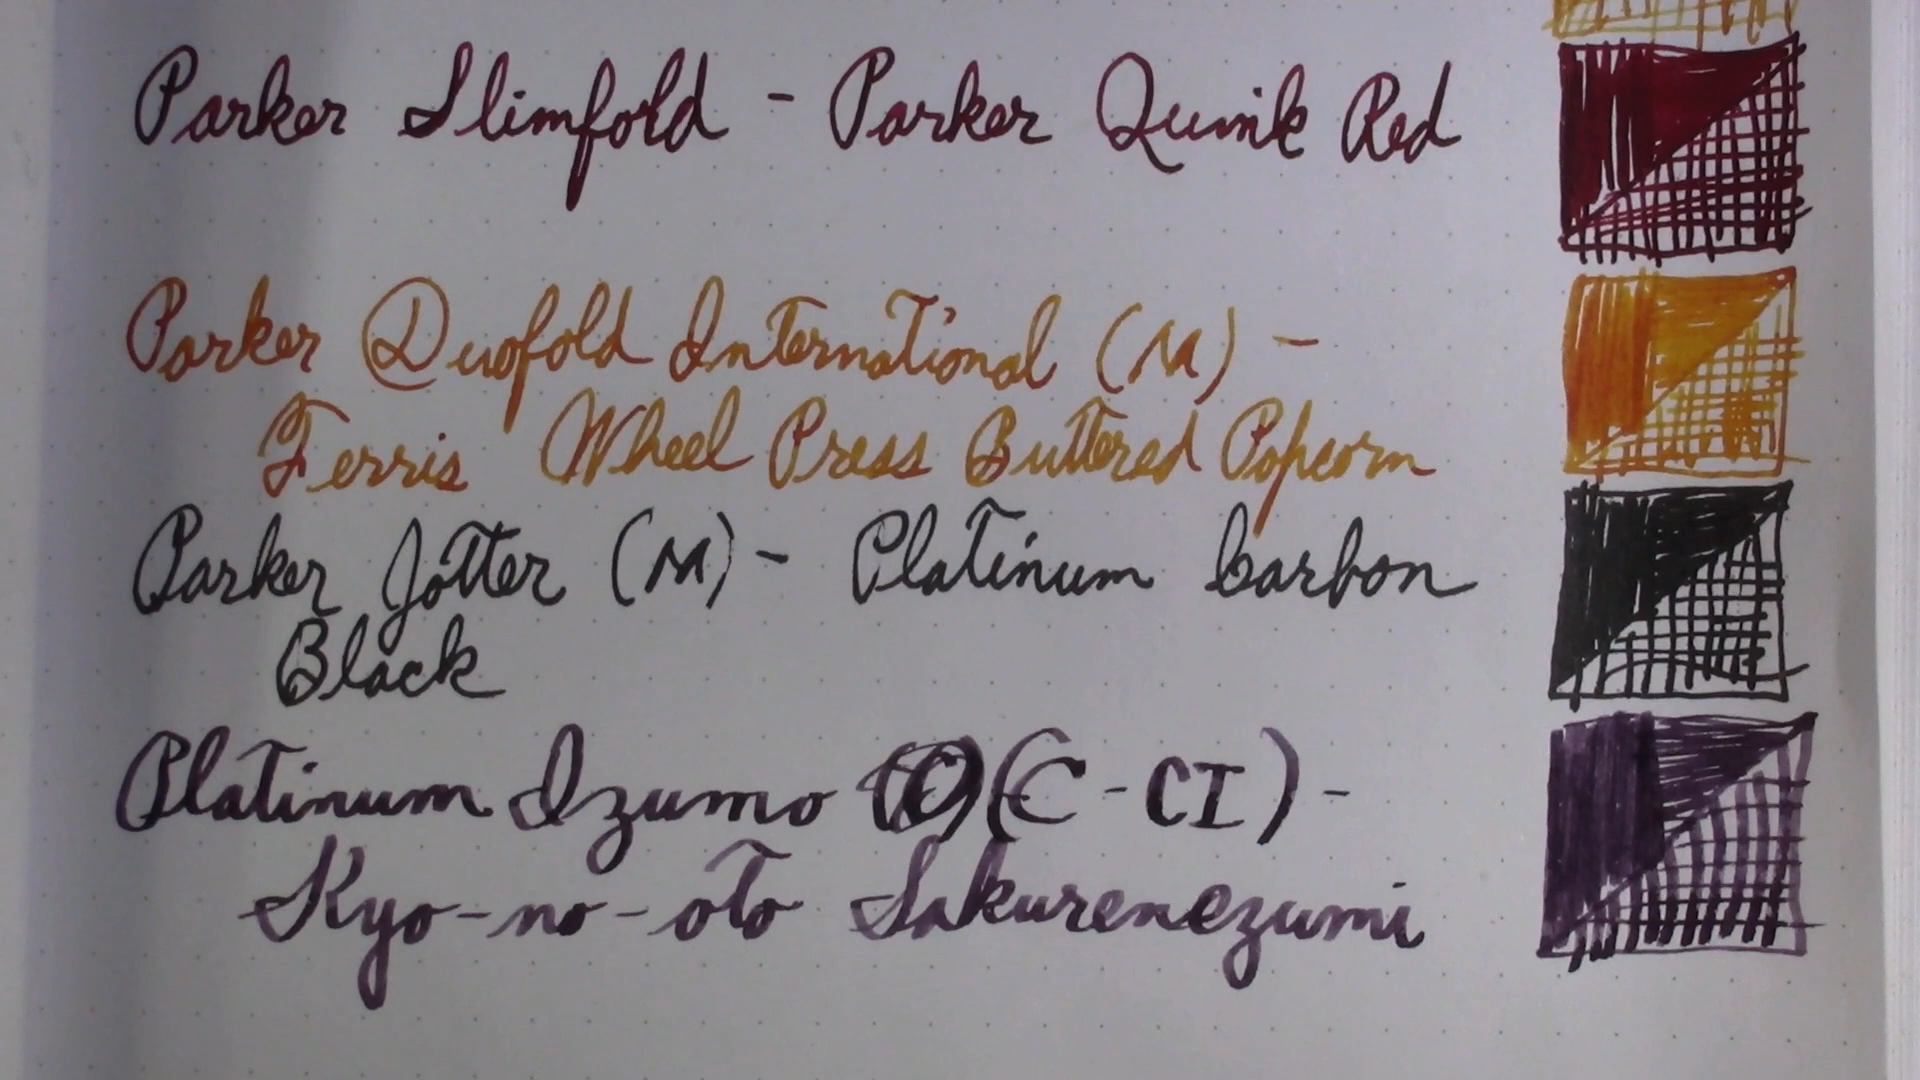 Parker Slimfold - Parker Quink Red
Parker Duofold International (M) -
Ferris Wheel Press Buttered Popcorn
Parker Jotter (M) - Platinum Carbon
Black
Platinum Izumo (C-CI) -
Kyo-no-oto Sakurenezumi